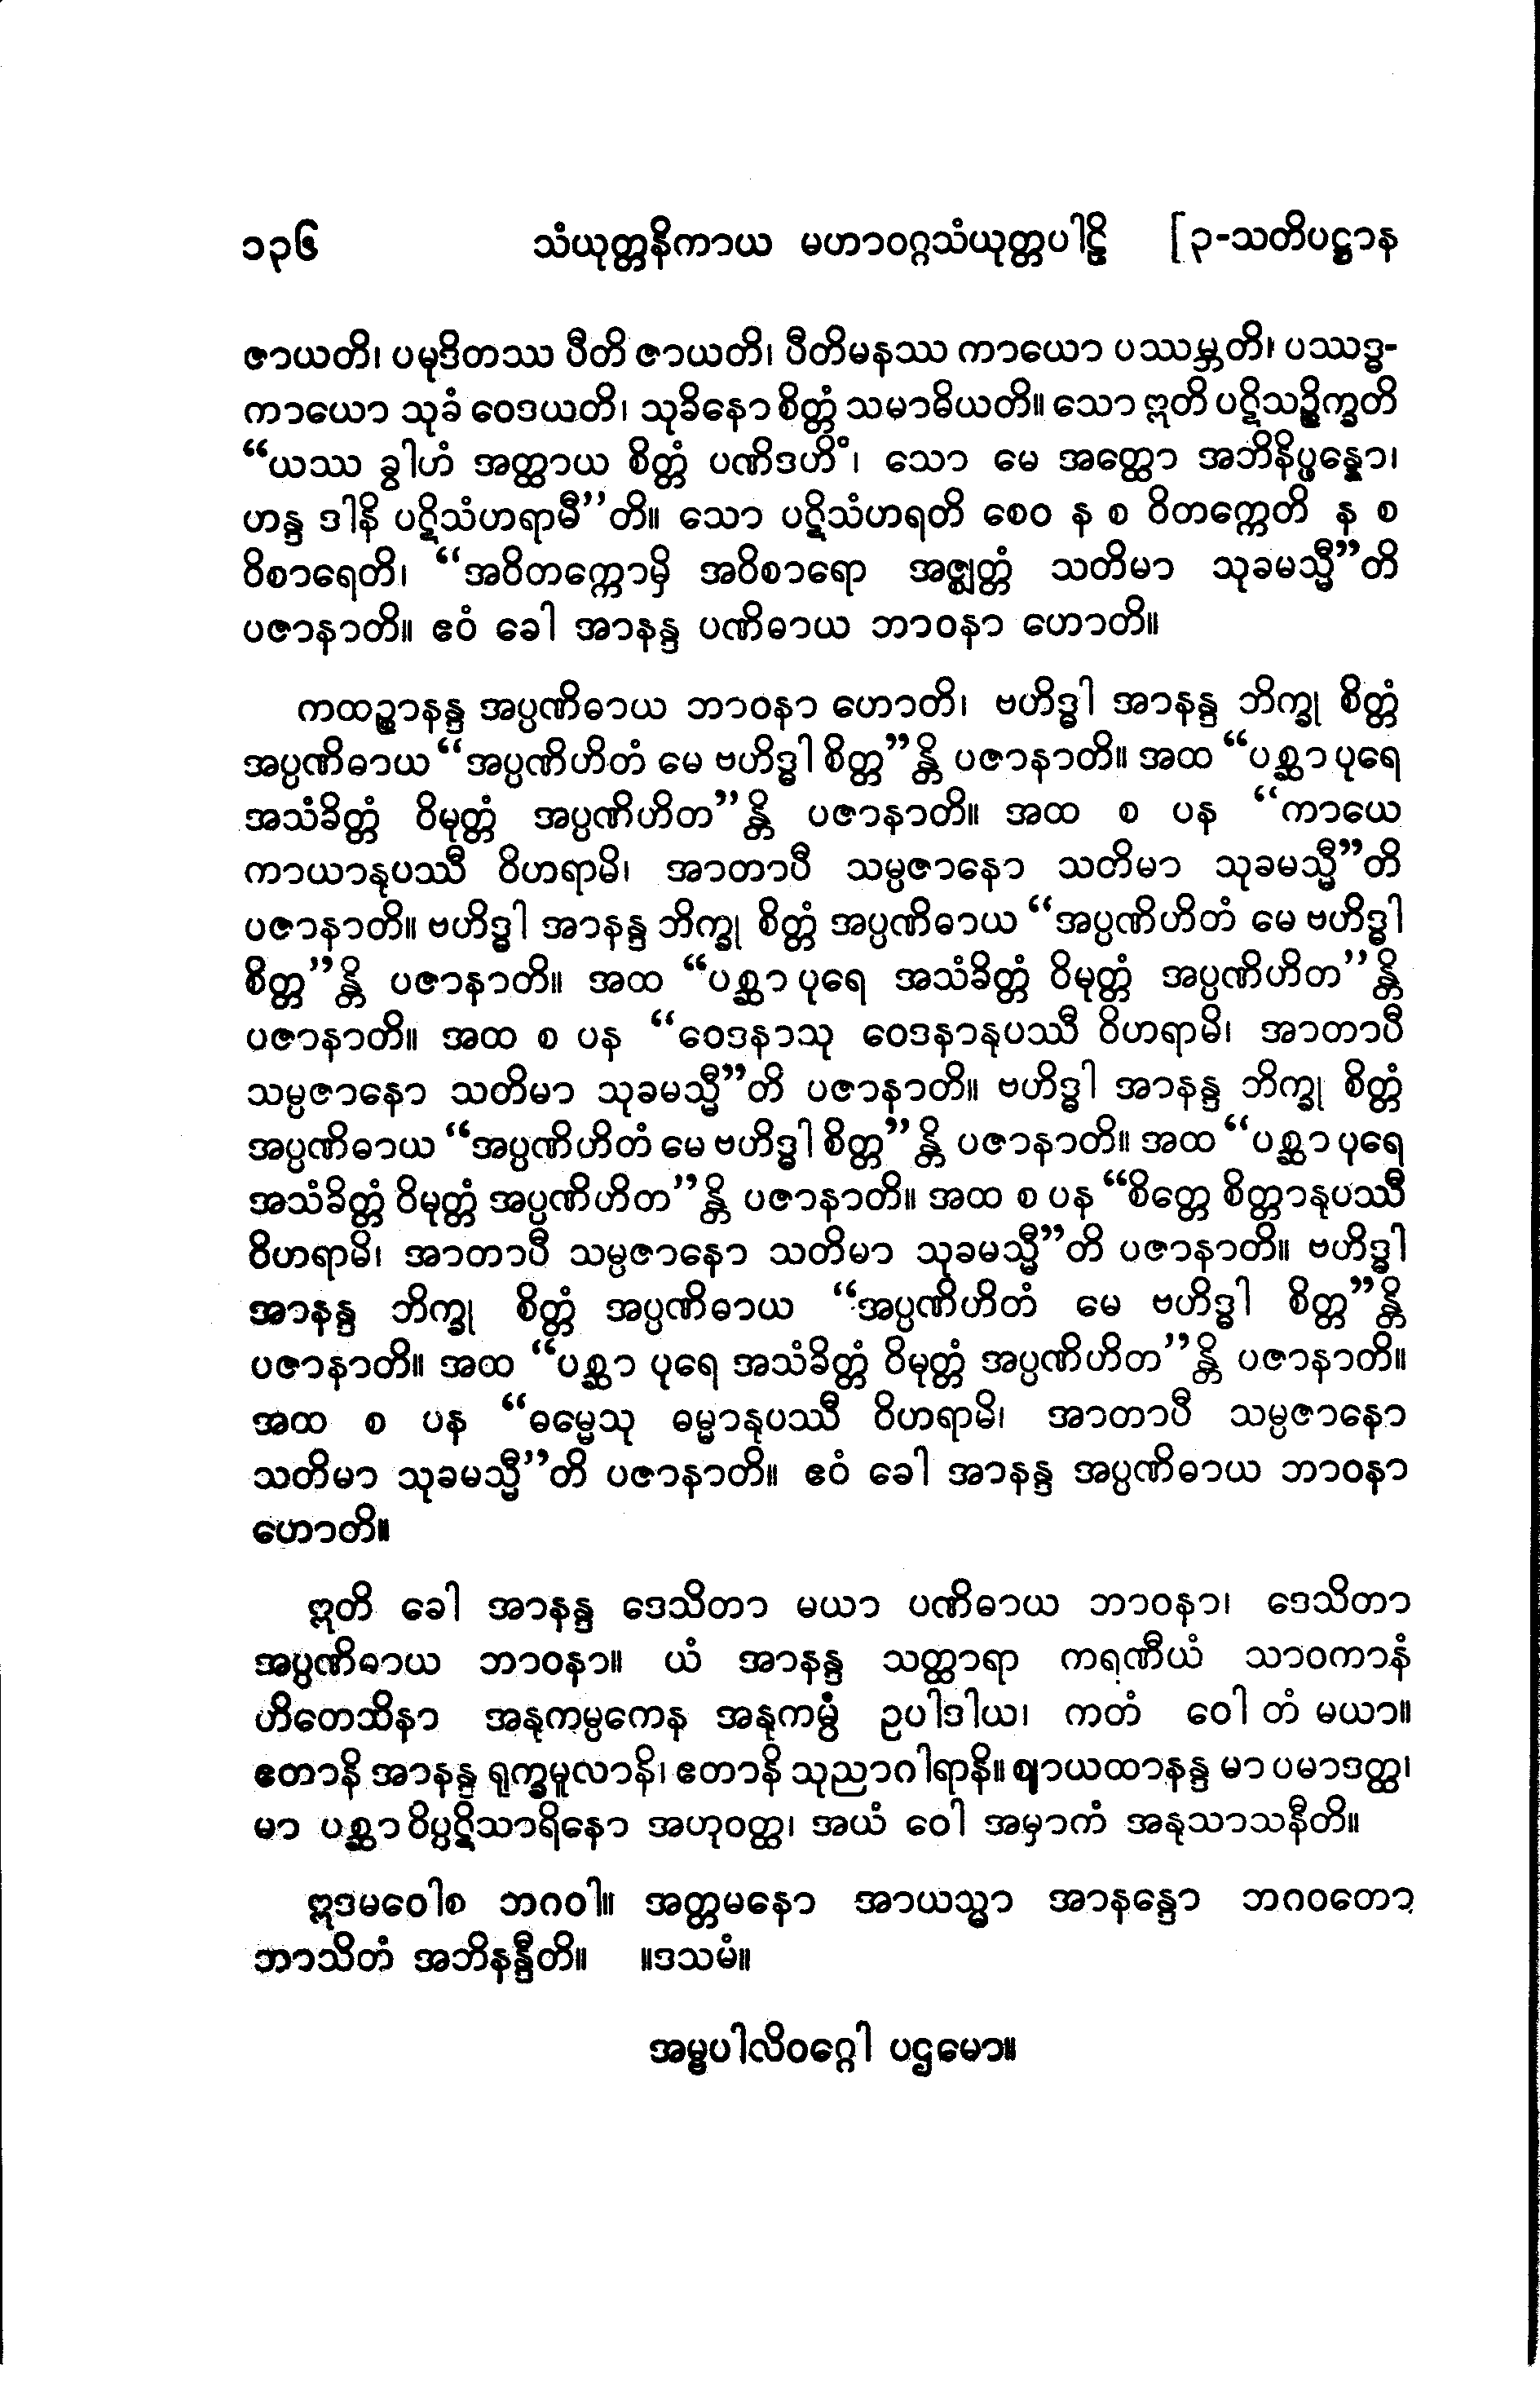 ၁၃၆ သံယုတ္တနိကာယ မဟာဝဂ္ဂသံယုတ္တပါဠိ [၃-သတိပဋ္ဌာန
ဇာယတိ၊ ပမုဒိတဿ ပီတိ ဇာယတိ၊ ပီတိမနဿ ကာယော ပဿမ္ဘတိ၊ ပဿဒ္ဓ-
ကာယော သုခံ ဝေဒယတိ၊ သုခိနော စိတ္တံ သမာဓိယတိ။ သော ဣတိ ပဋိသဉ္စိက္ခတိ
“ယဿ ခွါဟံ အတ္ထာယ စိတ္တံ ပဏိဒဟိံ၊ သော မေ အတ္ထော အဘိနိပ္ဖန္နော၊
ဟန္ဒ ဒါနိ ပဋိသံဟရာမီ”တိ။ သော ပဋိသံဟရတိ စေဝ န စ ဝိတက္ကေတိ န စ
ဝိစာရေတိ၊ “အဝိတက္ကောမှိ အဝိစာရော အဇ္ဈတ္တံ သတိမာ သုခမသ္မီ”တိ
ပဇာနာတိ။ ဧဝံ ခေါ အာနန္ဒ ပဏိဓာယ ဘာဝနာ ဟောတိ။
ကထဉ္စာနန္ဒ အပ္ပဏိဓာယ ဘာဝနာ ဟောတိ၊ ဗဟိဒ္ဓါ အာနန္ဒ ဘိက္ခု စိတ္တံ
အပ္ပဏိဓာယ “အပ္ပဏိဟိတံ မေ ဗဟိဒ္ဓါ စိတ္တ”န္တိ ပဇာနာတိ။ အထ “ပစ္ဆာ ပုရေ
အသံခိတ္တံ ဝိမုတ္တံ အပ္ပဏိဟိတ”န္တိ ပဇာနာတိ။ အထ စ ပန “ကာယေ
ကာယာနုပဿီ ဝိဟရာမိ၊ အာတာပီ သမ္ပဇာနော သတိမာ သုခမသ္မီ”တိ
ပဇာနာတိ။ ဗဟိဒ္ဓါ အာနန္ဒ ဘိက္ခု စိတ္တံ အပ္ပဏိဓာယ “အပ္ပဏိဟိတံ မေ ဗဟိဒ္ဓါ
စိတ္တ”န္တိ ပဇာနာတိ။ အထ “ပစ္ဆာ ပုရေ အသံခိတ္တံ ဝိမုတ္တံ အပ္ပဏိဟိတ”န္တိ
ပဇာနာတိ။ အထ စ ပန “ဝေဒနာသု ဝေဒနာနုပဿီ ဝိဟရာမိ၊ အာတာပီ
သမ္ပဇာနော သတိမာ သုခမသ္မီ”တိ ပဇာနာတိ။ ဗဟိဒ္ဓါ အာနန္ဒ ဘိက္ခု စိတ္တံ
အပ္ပဏိဓာယ “အပ္ပဏိဟိတံ မေ ဗဟိဒ္ဓါ စိတ္တ”န္တိ ပဇာနာတိ။ အထ “ပစ္ဆာ ပုရေ
အသံခိတ္တံ ဝိမုတ္တံ အပ္ပဏိဟိတ”န္တိ ပဇာနာတိ။ အထ စ ပန “စိတ္တေ စိတ္တာနုပဿီ
ဝိဟရာမိ၊ အာတာပီ သမ္ပဇာနော သတိမာ သုခမသ္မီ”တိ ပဇာနာတိ။ ဗဟိဒ္ဓါ
အာနန္ဒ ဘိက္ခု စိတ္တံ အပ္ပဏိဓာယ “အပ္ပဏိဟိတံ မေ ဗဟိဒ္ဓါ စိတ္တ”န္တိ
ပဇာနာတိ။ အထ “ပစ္ဆာ ပုရေ အသံခိတ္တံ ဝိမုတ္တံ အပ္ပဏိဟိတ”န္တိ ပဇာနာတိ။
အထ စ ပန “ဓမ္မေသု ဓမ္မာနုပဿီ ဝိဟရာမိ၊ အာတာပီ သမ္ပဇာနော
သတိမာ သုခမသ္မီ”တိ ပဇာနာတိ။ ဧဝံ ခေါ အာနန္ဒ အပ္ပဏိဓာယ ဘာဝနာ
ဟောတိ။
ဣတိ ခေါ အာနန္ဒ ဒေသိတာ မယာ ပဏိဓာယ ဘာဝနာ၊ ဒေသိတာ
အပ္ပဏိဓာယ ဘာဝနာ။ ယံ အာနန္ဒ သတ္ထာရာ ကရဏီယံ သာဝကာနံ
ဟိတေသိနာ အနုကမ္ပကေန အနုကမ္ပံ ဥပါဒါယ၊ ကတံ ဝေါ တံ မယာ။
ဧတာနိ အာနန္ဒ ရုက္ခမူလာနိ၊ ဧတာနိ သုညာဂါရာနိ။ ဈာယထာနန္ဒ မာ ပမာဒတ္ထ၊
မာ ပစ္ဆာ ဝိပ္ပဋိသာရိနော အဟုဝတ္ထ၊ အယံ ဝေါ အမှာကံ အနုသာသနီတိ။
ဣဒမဝေါစ ဘဂဝါ။ အတ္တမနော အာယသ္မာ အာနန္ဒော ဘဂဝတော
ဘာသိတံ အဘိနန္ဒီတိ။ ။ဒသမံ။
အမ္ဗပါလိဝဂ္ဂေါ ပဌမော။